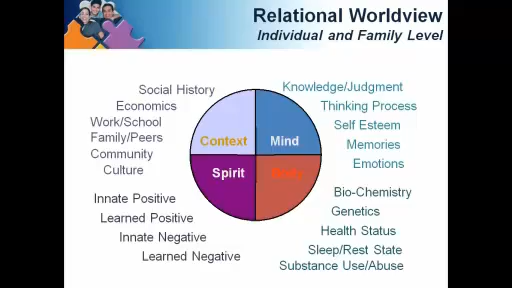 Relational Worldview
Individual and Family Level
Social History
Economics
Work/School
Family/Peers
Community
Culture
Knowledge/Judgment
Thinking Process
Self Esteem
Memories
Emotions
Context
Mind
Spirit
Body
Innate Positive
Learned Positive
Innate Negative
Learned Negative
Bio-Chemistry
Genetics
Health Status
Sleep/Rest State
Substance Use/Abuse